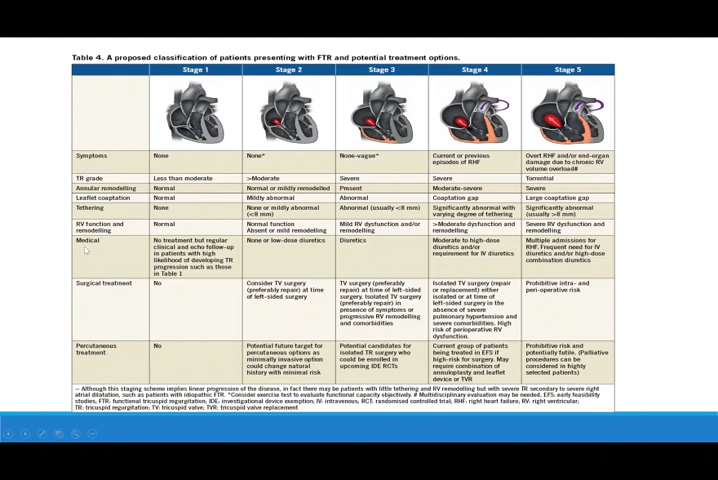 Table 4. A proposed classification of patients presenting with FTR and potential treatment options.
Stage 1
Stage 2
Stage 3
Stage 4
Stage 5
Symptoms
None
None*
None-vague*
Current or previous
episodes of RHF
Overt RHF and/or end-organ
damage due to chronic RV
volume overload#
TR grade
Less than moderate
>Moderate
Severe
Severe
Torrential
Annular remodelling
Normal
Normal or mildly remodelled
Present
Moderate-severe
Severe
Leaflet coaptation
Normal
Mildly abnormal
Abnormal
Coaptation gap
Large coaptation gap
Tethering
None
None or mildly abnormal
(<8 mm)
Abnormal (usually <8 mm)
Significantly abnormal with
varying degree of tethering
Significantly abnormal
(usually >8 mm)
RV function and
remodelling
Normal
Normal function
Absent or mild remodelling
Mild RV dysfunction and/or
remodelling
>Moderate dysfunction and
remodelling
Severe RV dysfunction and
remodelling
Medical
No treatment but regular
clinical and echo follow-up
in patients with high
likelihood of developing TR
progression such as those
in Table 1
None or low-dose diuretics
Diuretics
Moderate to high-dose
diuretics and/or
requirement for IV diuretics
Multiple admissions for
RHF. Frequent need for IV
diuretics and/or high-dose
combination diuretics
Surgical treatment
No
Consider TV surgery
(preferably repair) at time
of left-sided surgery
TV surgery (preferably
repair) at time of left-sided
surgery. Isolated TV surgery
(preferably repair) in
presence of symptoms or
progressive RV remodelling
and comorbidities
Isolated TV surgery (repair
or replacement) either
isolated or at time of
left-sided surgery in the
absence of severe
pulmonary hypertension and
severe comorbidities. High
risk of perioperative RV
dysfunction.
Prohibitive intra- and
peri-operative risk
Percutaneous
treatment
No
Potential future target for
percutaneous options as
minimally invasive option
could change natural
history with minimal risk
Potential candidates for
isolated TR surgery who
could be enrolled in
upcoming IDE RCTs
Current group of patients
being treated in EFS if
high-risk for surgery. May
require combination of
annuloplasty and leaflet
device or TVR
Prohibitive risk and
potentially futile. (Palliative
procedures can be
considered in highly
selected patients)
~ Although this staging scheme implies linear progression of the disease, in fact there may be patients with little tethering and RV remodelling but with severe TR secondary to severe right
atrial dilatation, such as patients with idiopathic FTR. *Consider exercise test to evaluate functional capacity objectively. # Multidisciplinary evaluation may be needed. EFS: early feasibility
studies; FTR: functional tricuspid regurgitation; IDE: investigational device exemption; IV: intravenous; RCT: randomised controlled trial; RHF: right heart failure; RV: right ventricular;
TR: tricuspid regurgitation; TV: tricuspid valve; TVR: tricuspid valve replacement